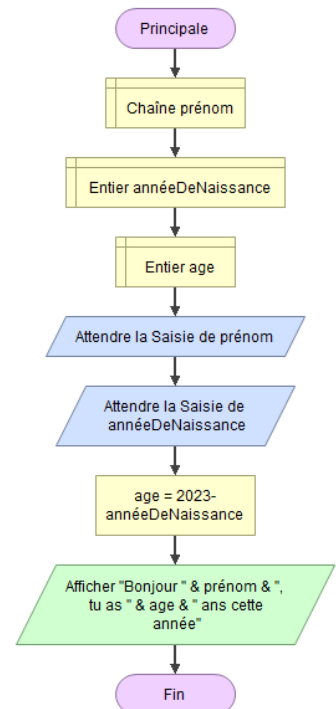 Principale
Chaîne prénom
Entier annéeDeNaissance
Entier age
Attendre la Saisie de prénom
Attendre la Saisie de
annéeDeNaissance
age = 2023-
annéeDeNaissance
Afficher "Bonjour " & prénom & ",
tu as " & age & " ans cette
année"
Fin